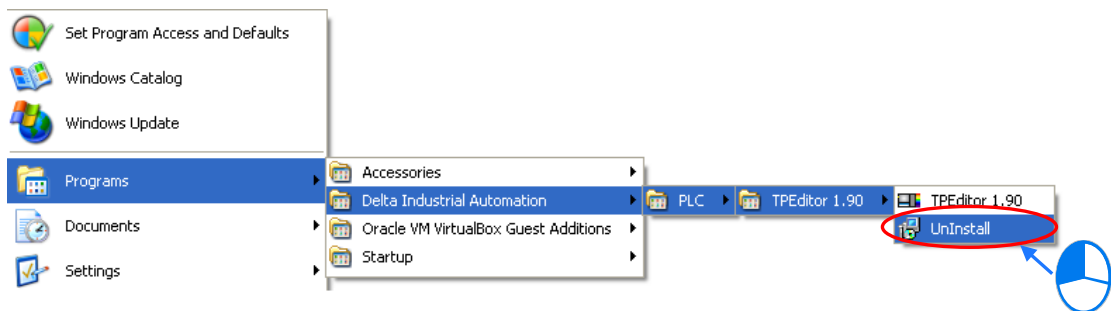 Set Program Access and Defaults
Windows Catalog
Windows Update
Programs
Documents
Settings
Accessories
Delta Industrial Automation
Oracle VM VirtualBox Guest Additions
Startup
PLC
TPEditor 1.90
TPEditor 1.90
UnInstall